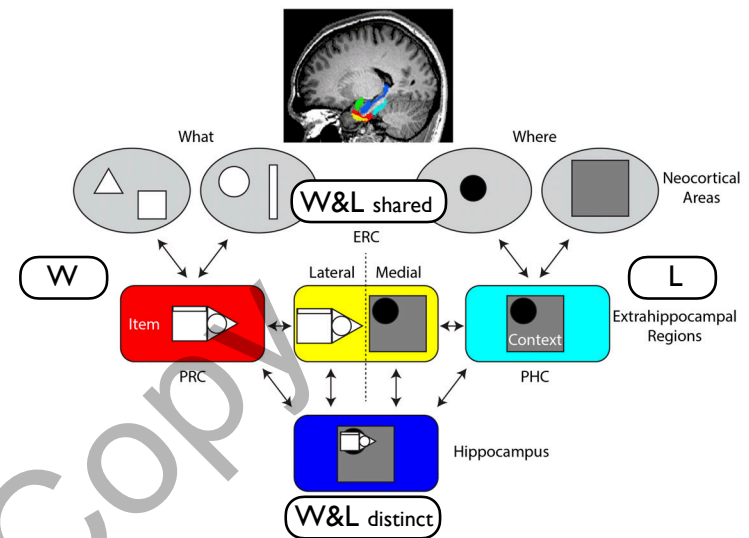 What
Where
Neocortical
Areas
W&L shared
ERC
W
L
Lateral
Medial
Item
Context
Extrahippocampal
Regions
PRC
PHC
Hippocampus
W&L distinct
Copy